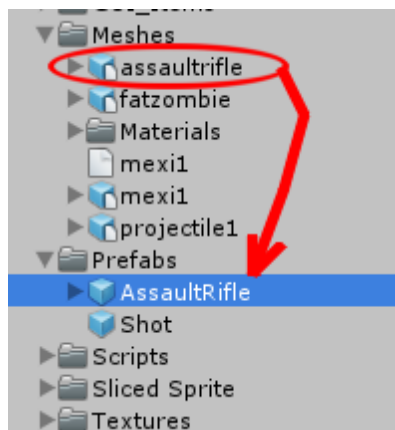 Meshes
assaultrifle
fatzombie
Materials
mexi1
mexi1
projectile1
Prefabs
AssaultRifle
Shot
Scripts
Sliced Sprite
Textures